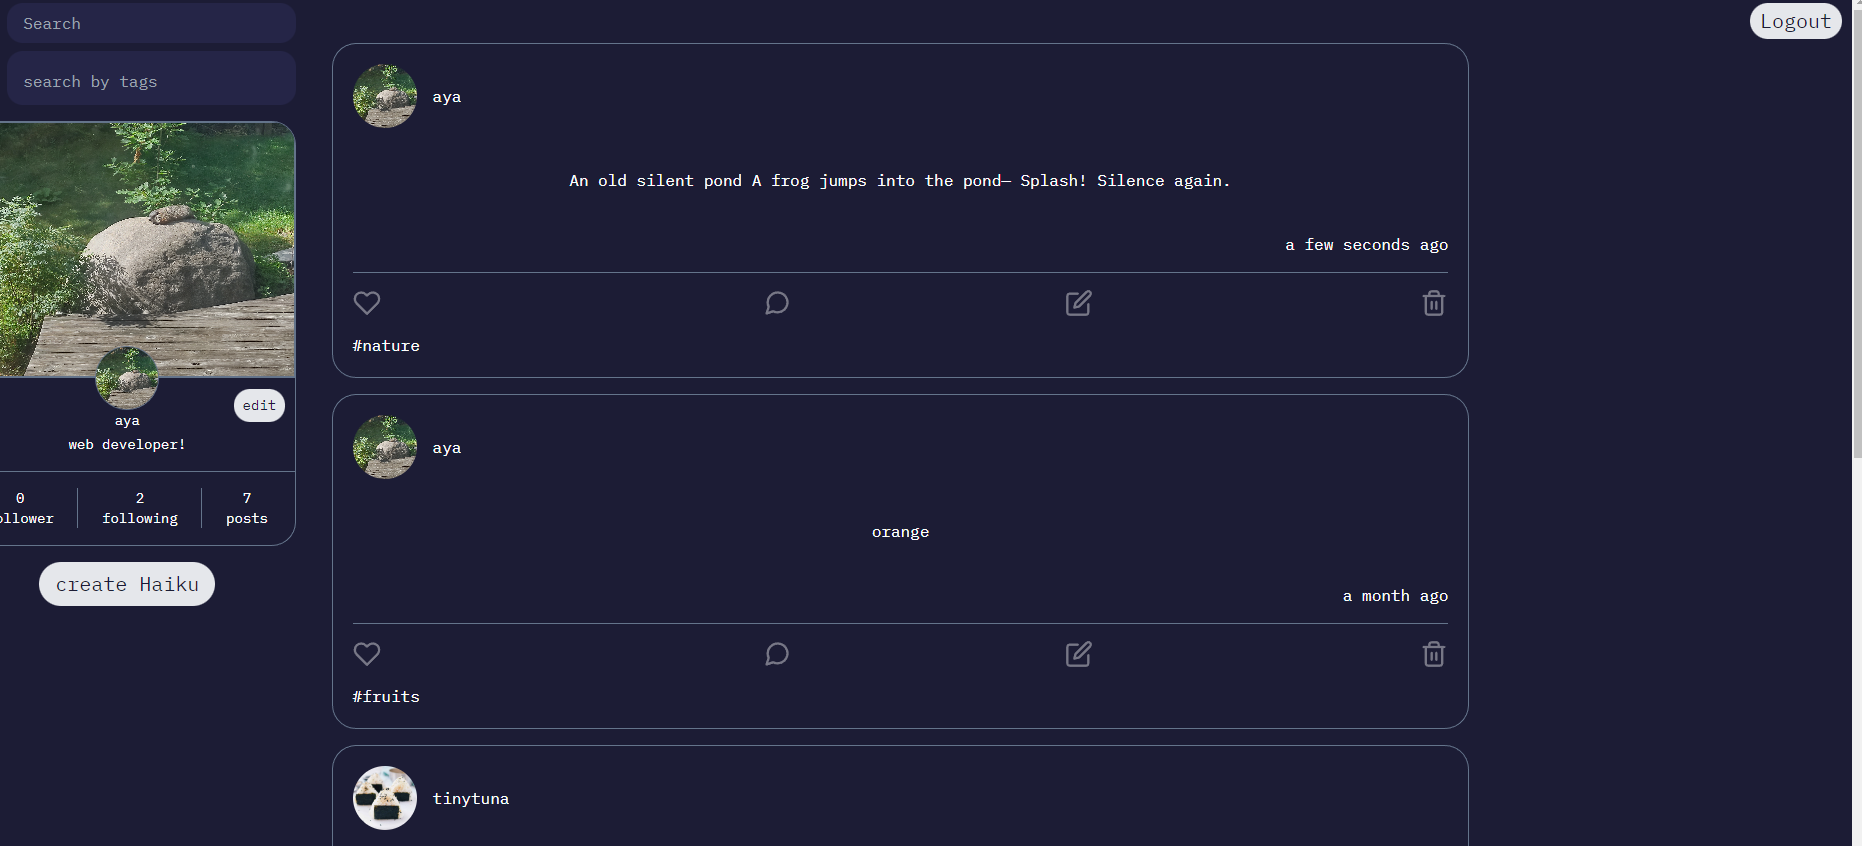 Search
search by tags
Logout
aya
An old silent pond A frog jumps into the pond— Splash! Silence again.
a few seconds ago
#nature
edit
aya
web developer!
0
2
7
ollower
following
posts
create Haiku
aya
orange
a month ago
#fruits
tinytuna